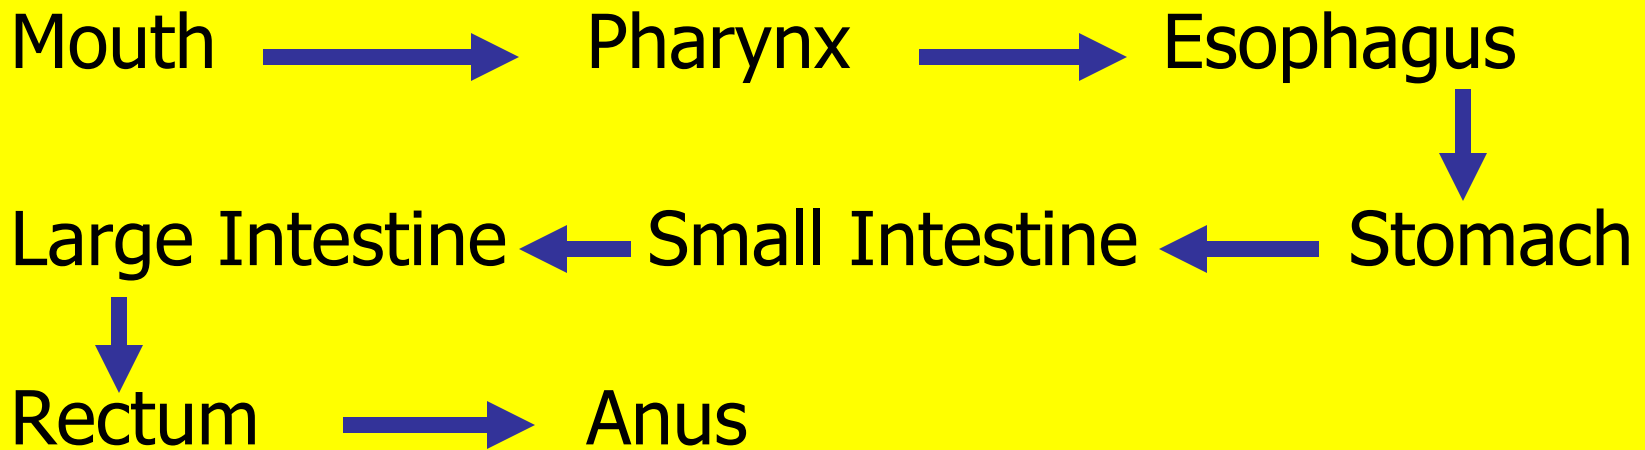 Mouth Pharynx Esophagus
Large Intestine Small Intestine Stomach
Rectum Anus